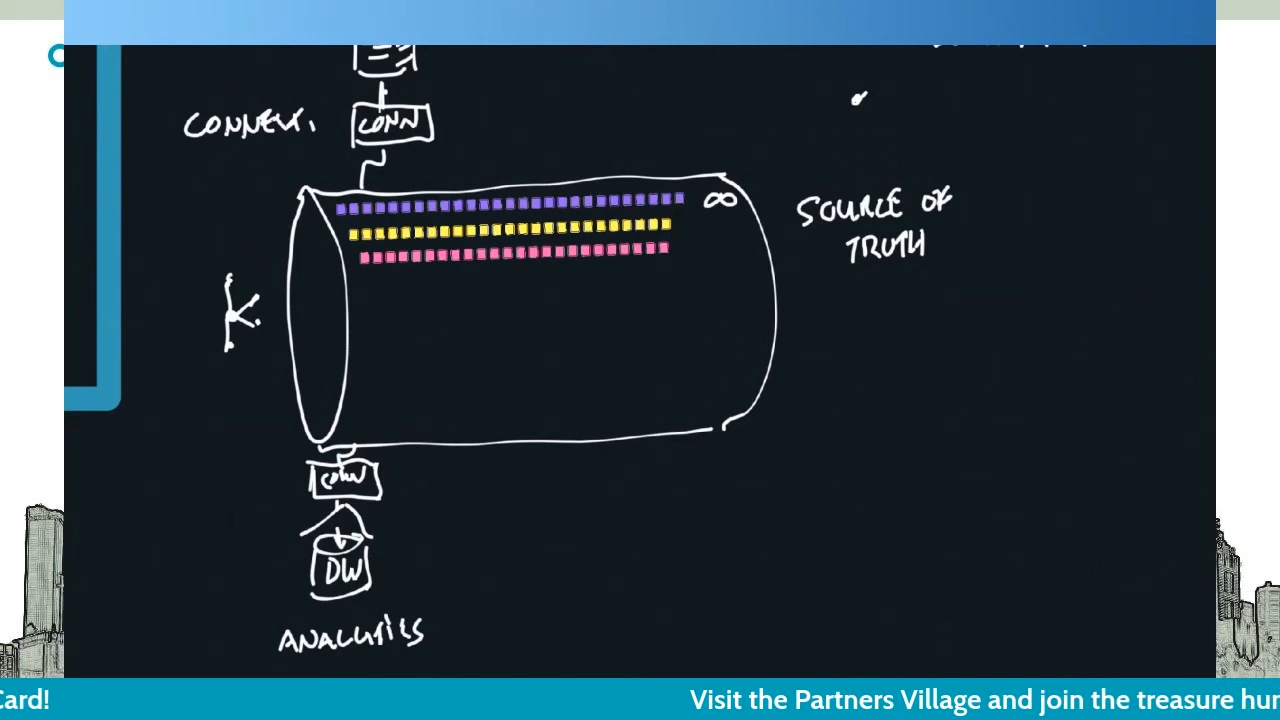 CONNECT.
CONN
∞
SOURCE OF
TRUTH
K
CONN
DW
ANALYTICS
Card!
Visit the Partners Village and join the treasure hun